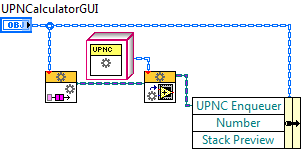 UPNCalculatorGUI
OBJ
UPNC
UPNC Enqueuer
Number
Stack Preview